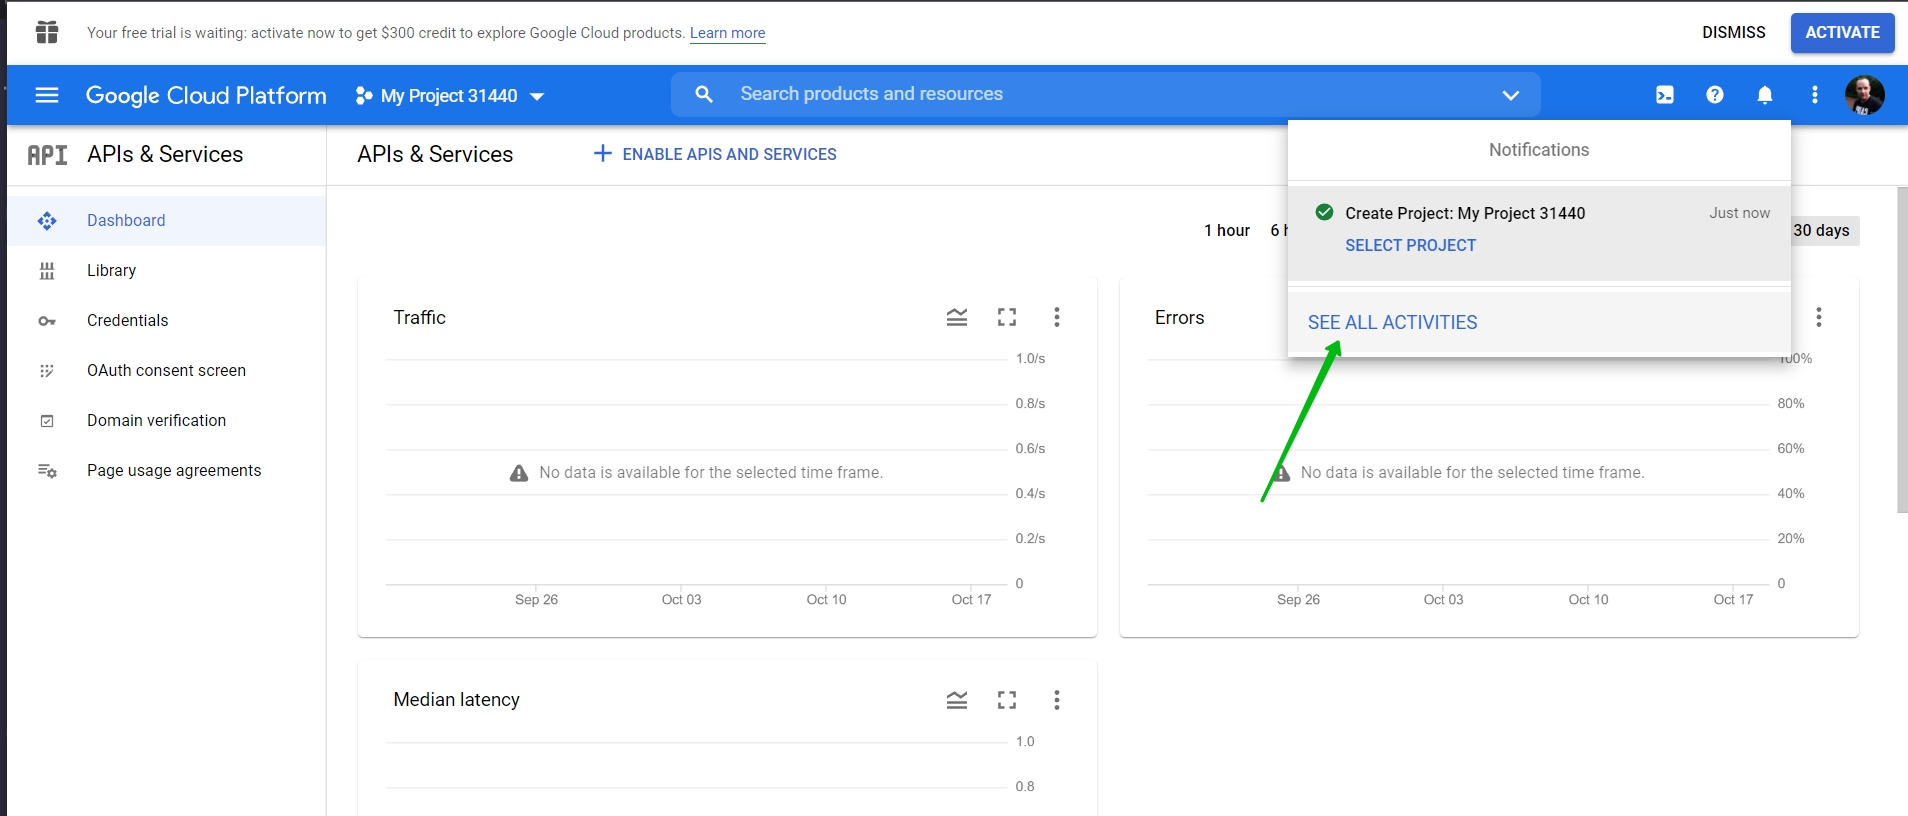 Your free trial is waiting: activate now to get $300 credit to explore Google Cloud products. Learn more
DISMISS
ACTIVATE
Google Cloud Platform
My Project 31440
Search products and resources
API APIs & Services
APIs & Services
ENABLE APIS AND SERVICES
Notifications
Create Project: My Project 31440
Just now
SELECT PROJECT
SEE ALL ACTIVITIES
Dashboard
Library
Credentials
OAuth consent screen
Domain verification
Page usage agreements
1 hour
6 h
30 days
Traffic
1.0/s
0.8/s
0.6/s
No data is available for the selected time frame.
0.4/s
0.2/s
0
Sep 26
Oct 03
Oct 10
Oct 17
Errors
100%
80%
60%
No data is available for the selected time frame.
40%
20%
0
Sep 26
Oct 03
Oct 10
Oct 17
Median latency
1.0
0.8